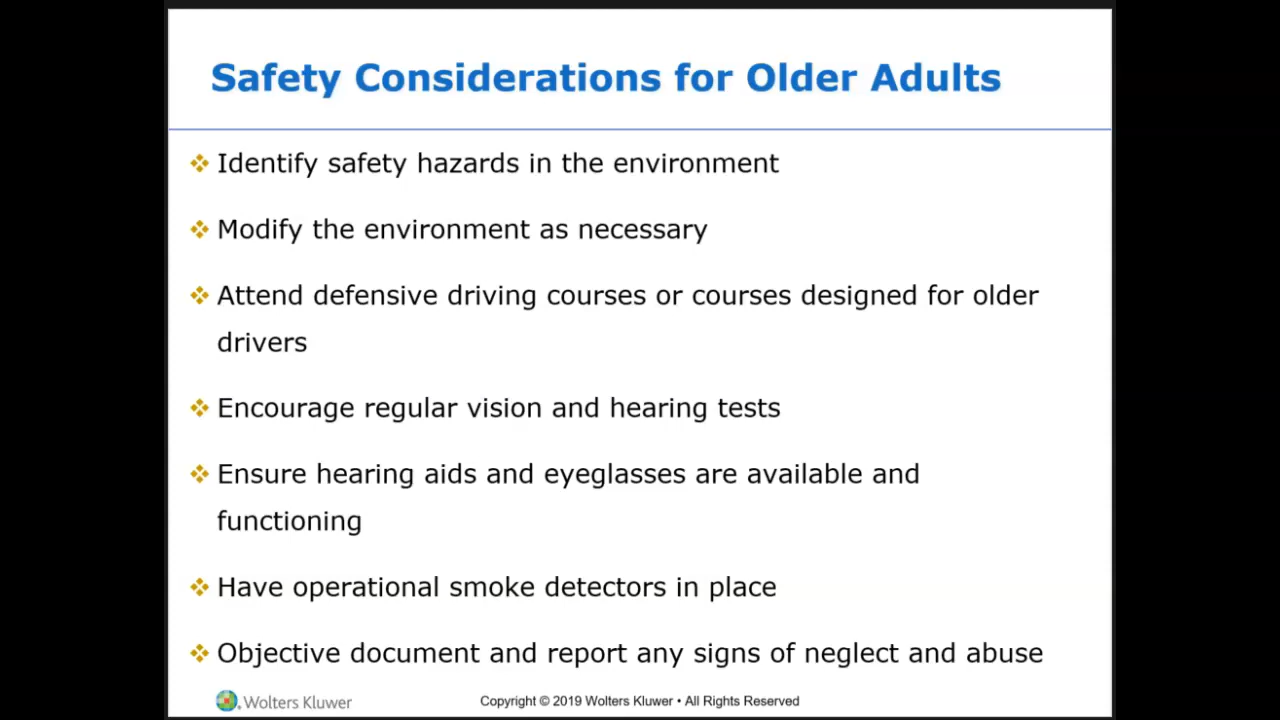 Safety Considerations for Older Adults
❖ Identify safety hazards in the environment
❖ Modify the environment as necessary
❖ Attend defensive driving courses or courses designed for older
drivers
❖ Encourage regular vision and hearing tests
❖ Ensure hearing aids and eyeglasses are available and
functioning
❖ Have operational smoke detectors in place
❖ Objective document and report any signs of neglect and abuse
Wolters Kluwer
Copyright © 2019 Wolters Kluwer • All Rights Reserved